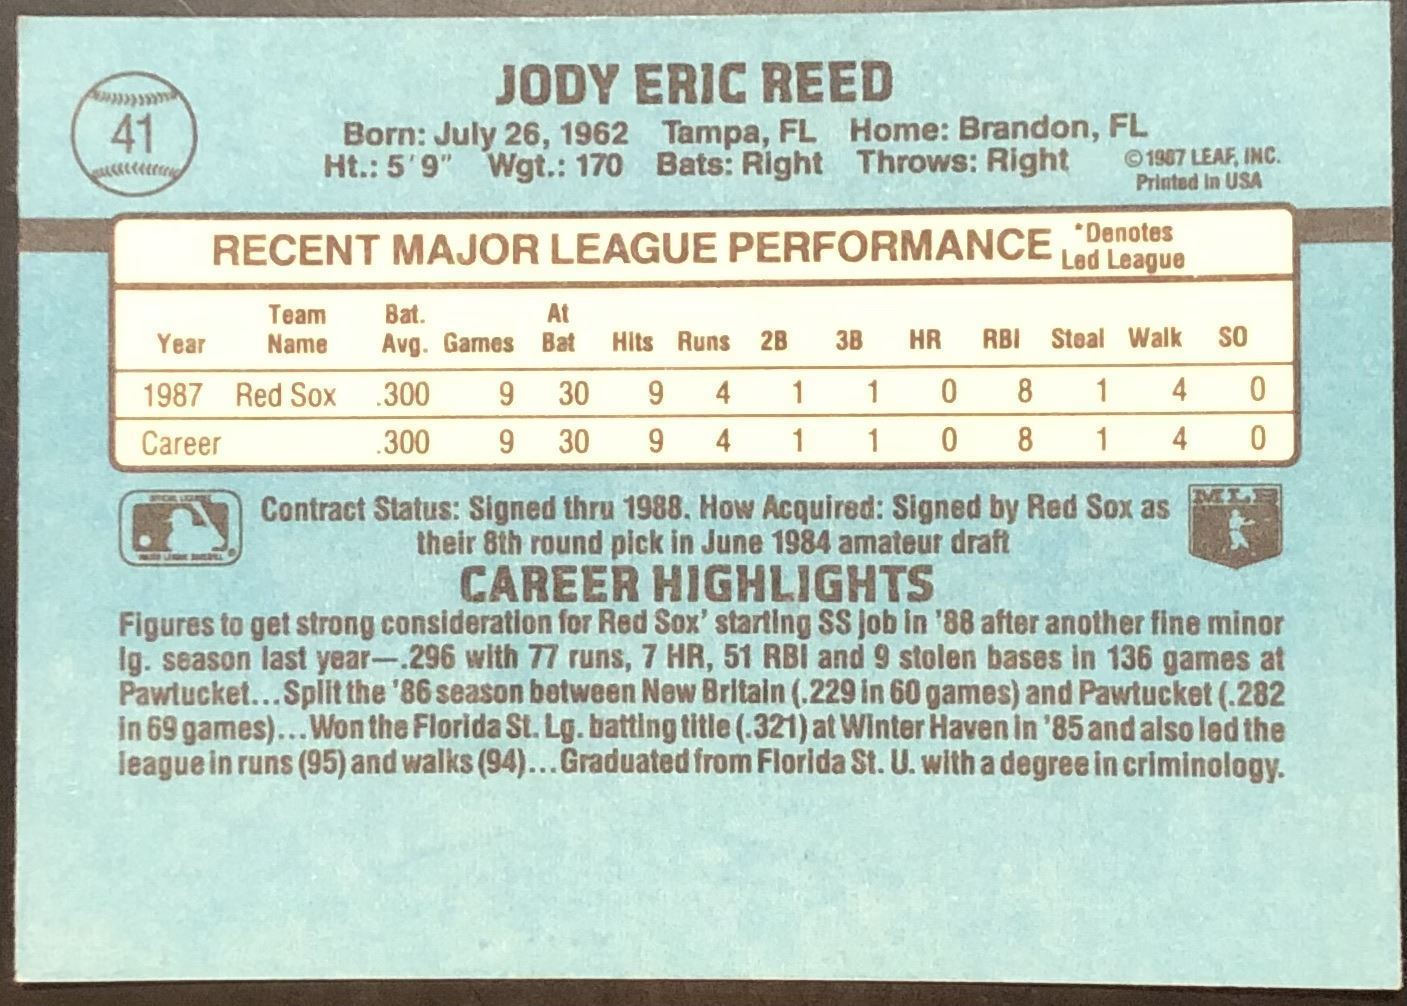 41
JODY ERIC REED
Born: July 26, 1962 Tampa, FL Home: Brandon, FL
Ht.: 5'9" Wgt.: 170 Bats: Right Throws: Right
©1987 LEAF, INC.
Printed in USA
RECENT MAJOR LEAGUE PERFORMANCE
*Denotes
Led League
Year Team Name Bat. Avg. Games At Bat Hits Runs 2B 3B HR RBI Steal Walk SO
1987 Red Sox .300 9 30 9 4 1 1 0 8 1 4 0
Career .300 9 30 9 4 1 1 0 8 1 4 0
Contract Status: Signed thru 1988. How Acquired: Signed by Red Sox as
their 8th round pick in June 1984 amateur draft
MLB
CAREER HIGHLIGHTS
Figures to get strong consideration for Red Sox' starting SS job in '88 after another fine minor
lg. season last year—.296 with 77 runs, 7 HR, 51 RBI and 9 stolen bases in 136 games at
Pawtucket...Split the '86 season between New Britain (.229 in 60 games) and Pawtucket (.282
in 69 games)...Won the Florida St. Lg. batting title (.321) at Winter Haven in '85 and also led the
league in runs (95) and walks (94)...Graduated from Florida St. U. with a degree in criminology.